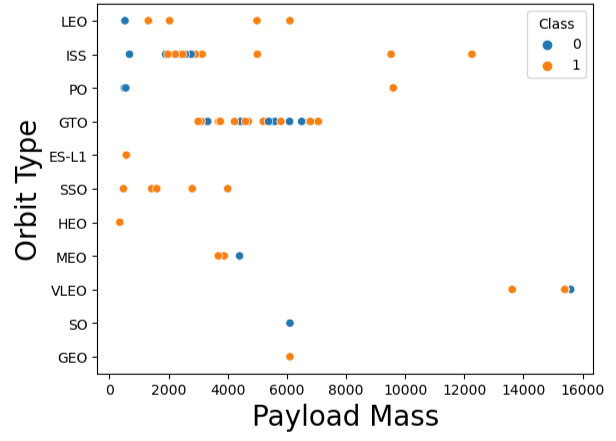 LEO
ISS
PO
GTO
ES-L1
SSO
HEO
MEO
VLEO
SO
GEO
Orbit Type
Class
0
1
0 2000 4000 6000 8000 10000 12000 14000 16000
Payload Mass